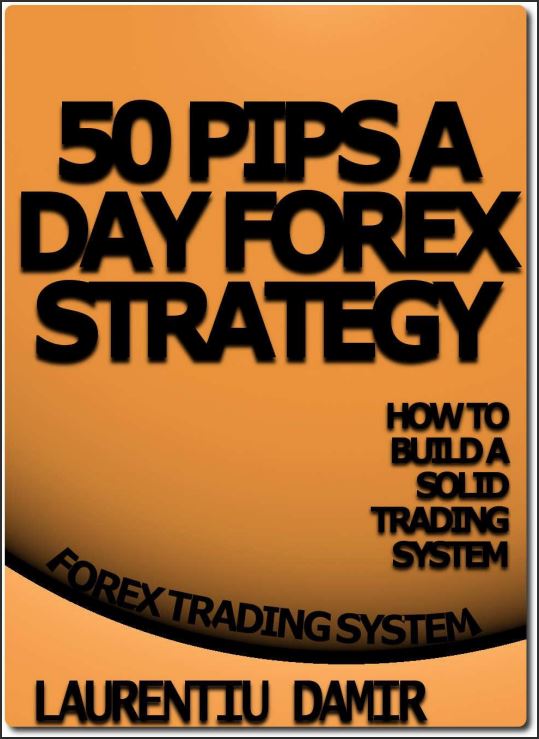 50 PIPS A
DAY FOREX
STRATEGY
HOW TO
BUILD A
SOLID
TRADING
SYSTEM
FOREX TRADING SYSTEM
LAURENTIU DAMIR